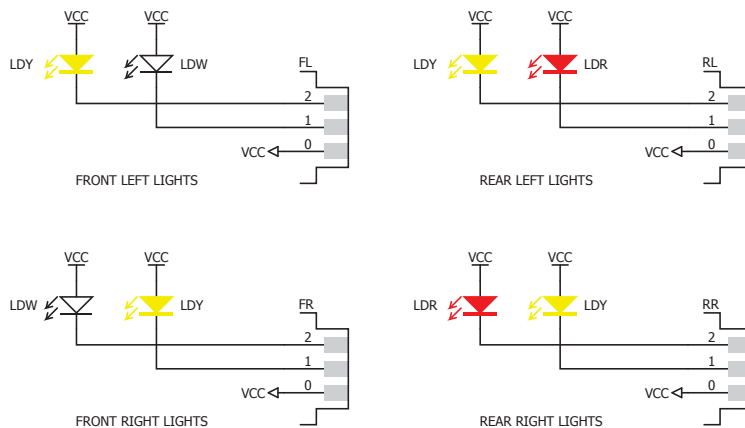 VCC VCC
LDY LDW FL
2
1
VCC 0
FRONT LEFT LIGHTS
VCC VCC
LDY LDR RL
2
1
VCC 0
REAR LEFT LIGHTS
VCC VCC
LDW LDY FR
2
1
VCC 0
FRONT RIGHT LIGHTS
VCC VCC
LDR LDY RR
2
1
VCC 0
REAR RIGHT LIGHTS